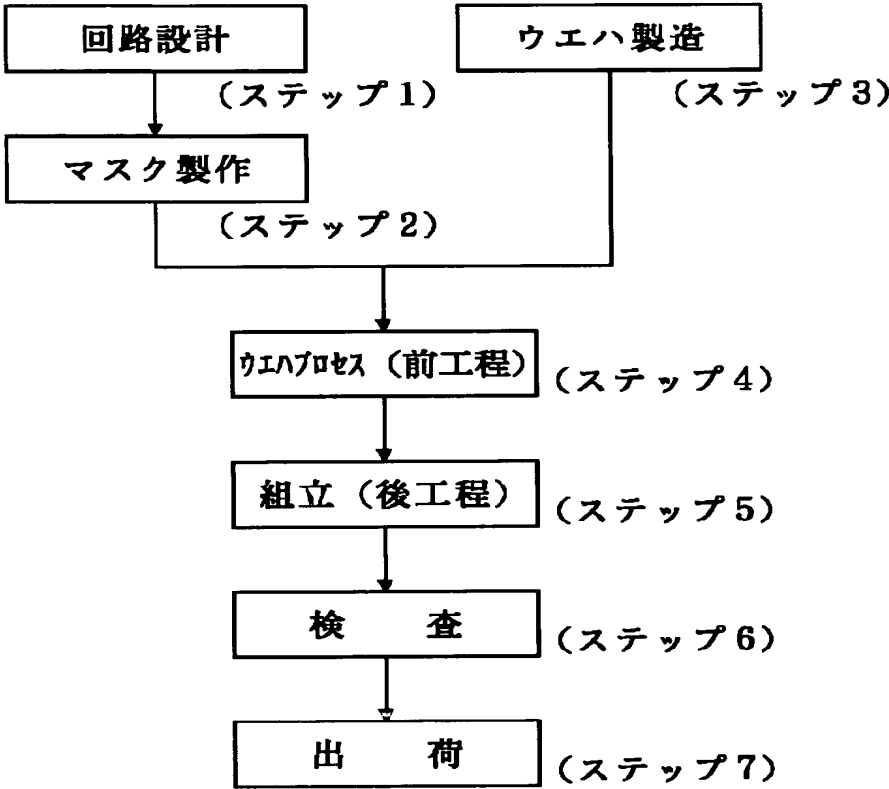 回路設計
(ステップ1)
ウエハ製造
(ステップ3)
マスク製作
(ステップ2)
ウエハプロセス(前工程)
(ステップ4)
組立(後工程)
(ステップ5)
検　査
(ステップ6)
出　荷
(ステップ7)